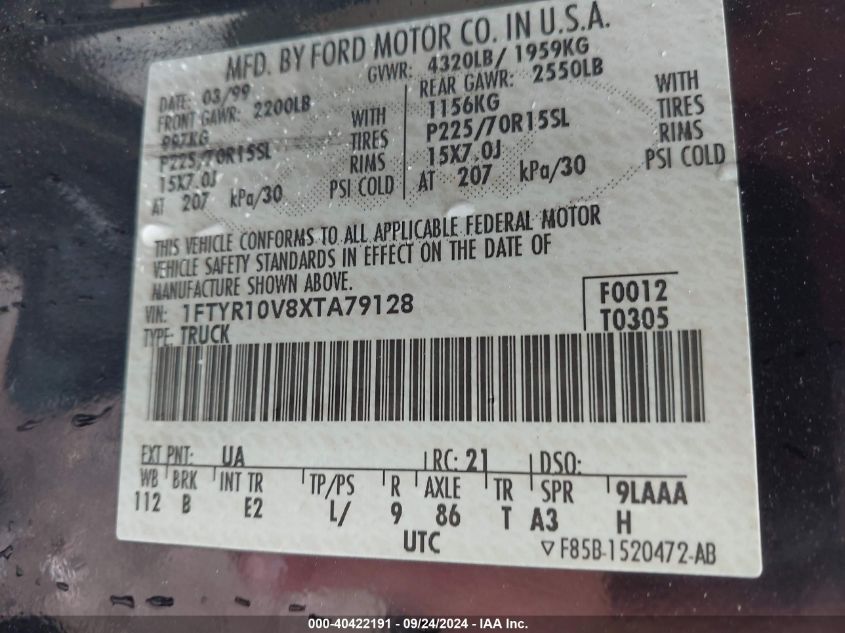 MFD. BY FORD MOTOR CO. IN U.S.A.
DATE: 03/99 GVWR: 4320LB/ 1959KG
FRONT GAWR: 2200LB REAR GAWR: 2550LB
997KG WITH 1156KG WITH
P225/70R15SL TIRES P225/70R15SL TIRES
15X7.0J RIMS 15X7.0J RIMS
AT 207 kPa/30 PSI COLD AT 207 kPa/30 PSI COLD
THIS VEHICLE CONFORMS TO ALL APPLICABLE FEDERAL MOTOR
VEHICLE SAFETY STANDARDS IN EFFECT ON THE DATE OF
MANUFACTURE SHOWN ABOVE.
VIN: 1FTYR10V8XTA79128 F0012
TYPE: TRUCK T0305
EXT PNT: UA RC: 21 DSO:
WB BRK INT TR TP/PS R AXLE TR SPR 9LAAA
112 B E2 L/ 9 86 T A3 H
UTC ▽ F85B-1520472-AB
000-40422191 - 09/24/2024 - IAA Inc.